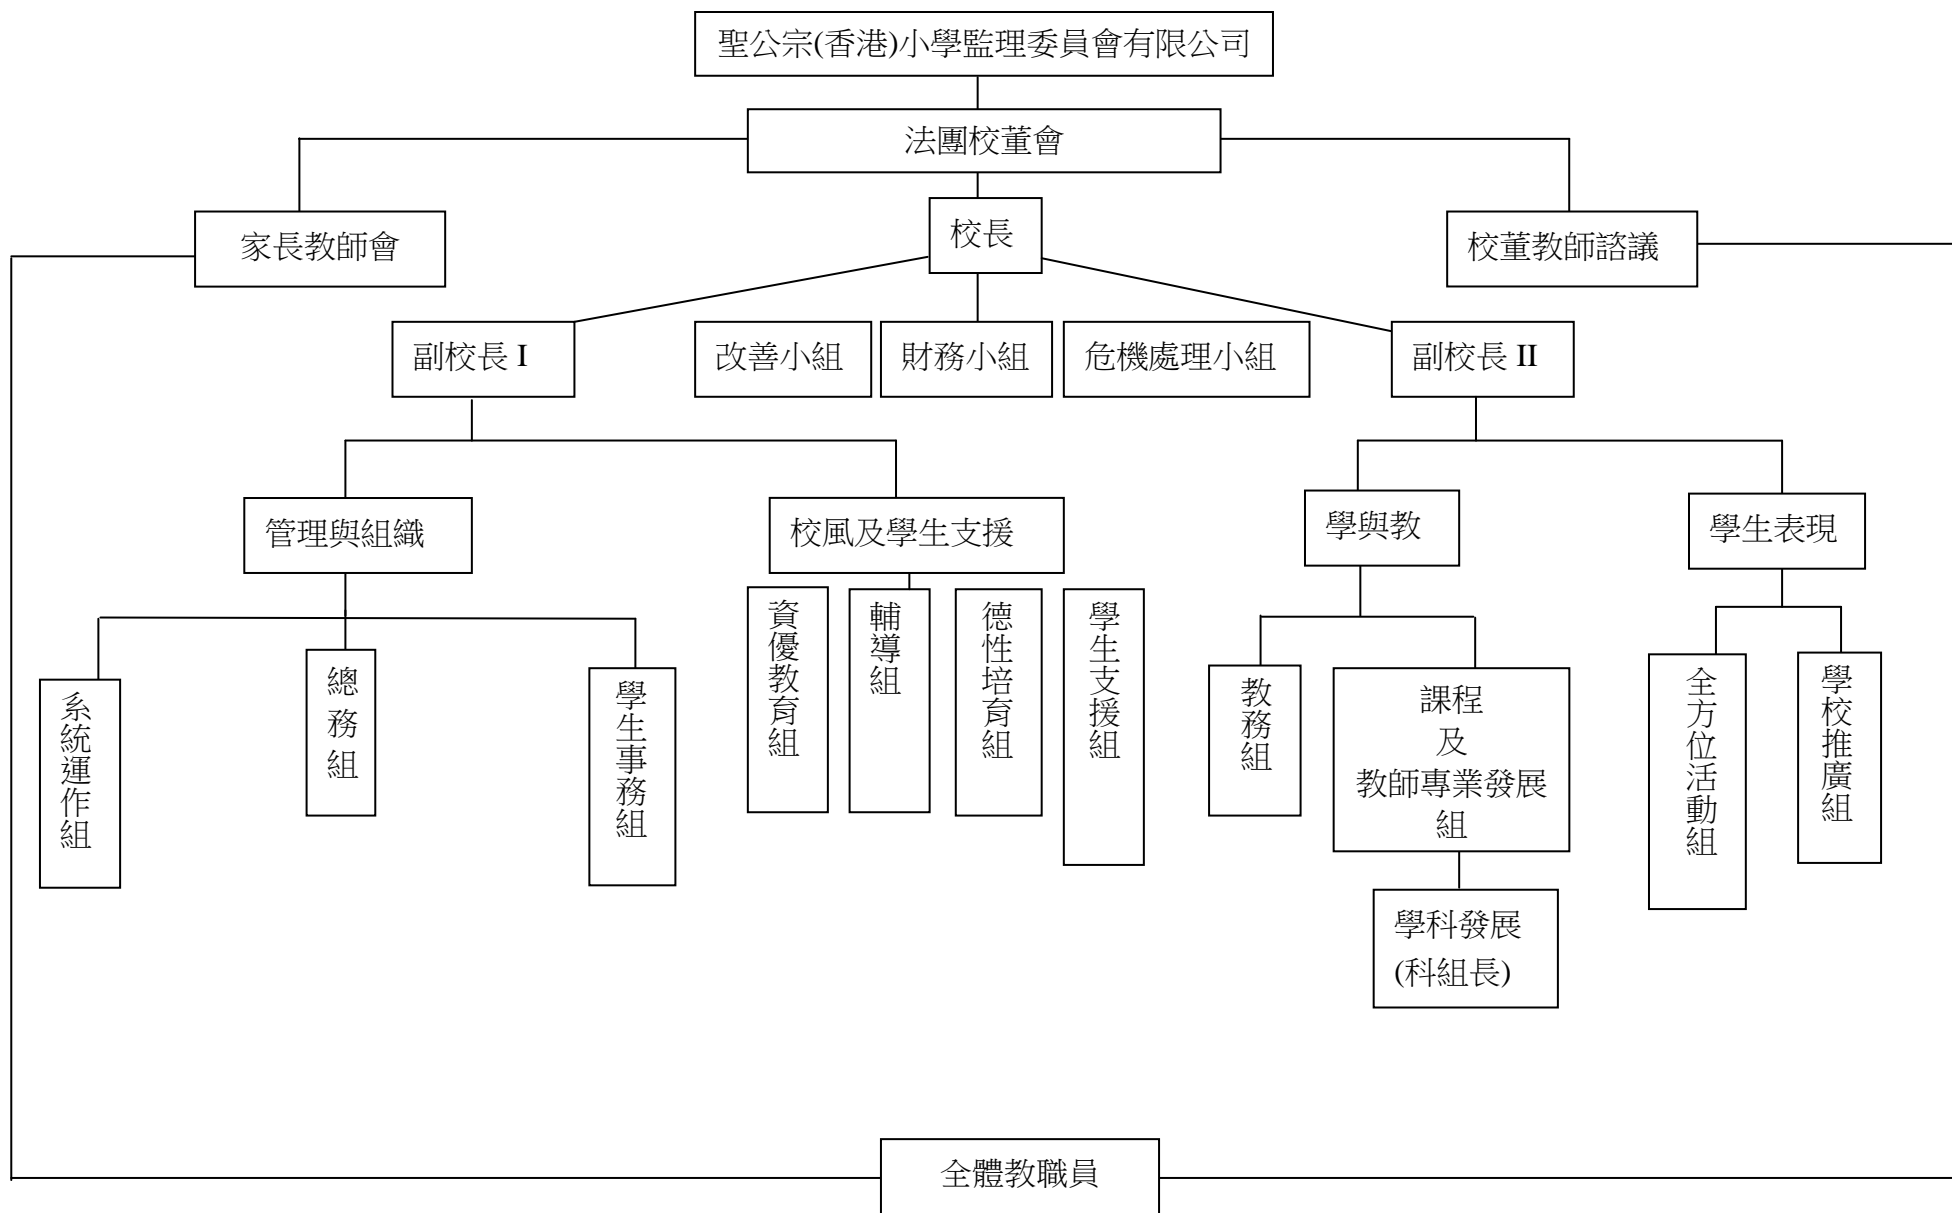 聖公宗(香港)小學監理委員會有限公司
法團校董會
家長教師會
校長
校董教師諮議
副校長 I
改善小組
財務小組
危機處理小組
副校長 II
管理與組織
校風及學生支援
學與教
學生表現
系統運作組
總務組
學生事務組
資優教育組
輔導組
德性培育組
學生支援組
教務組
課程
及
教師專業發展
組
全方位活動組
學校推廣組
學科發展
(科組長)
全體教職員